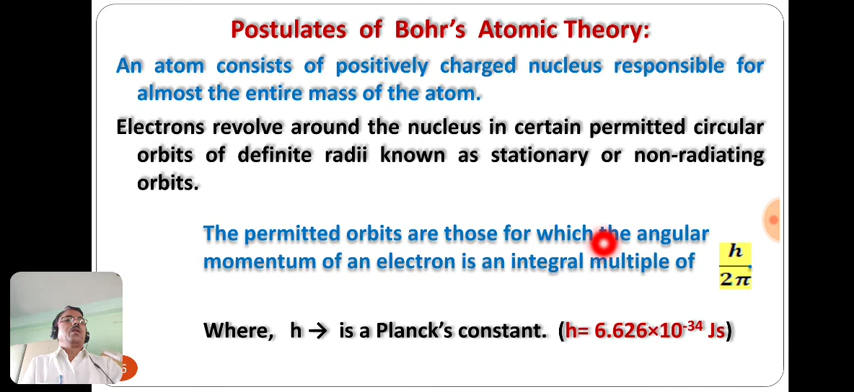 Postulates of Bohr's Atomic Theory:
An atom consists of positively charged nucleus responsible for
almost the entire mass of the atom.
Electrons revolve around the nucleus in certain permitted circular
orbits of definite radii known as stationary or non-radiating
orbits.
The permitted orbits are those for which the angular
momentum of an electron is an integral multiple of h/2π
Where, h → is a Planck's constant. (h= 6.626×10⁻³⁴ Js)